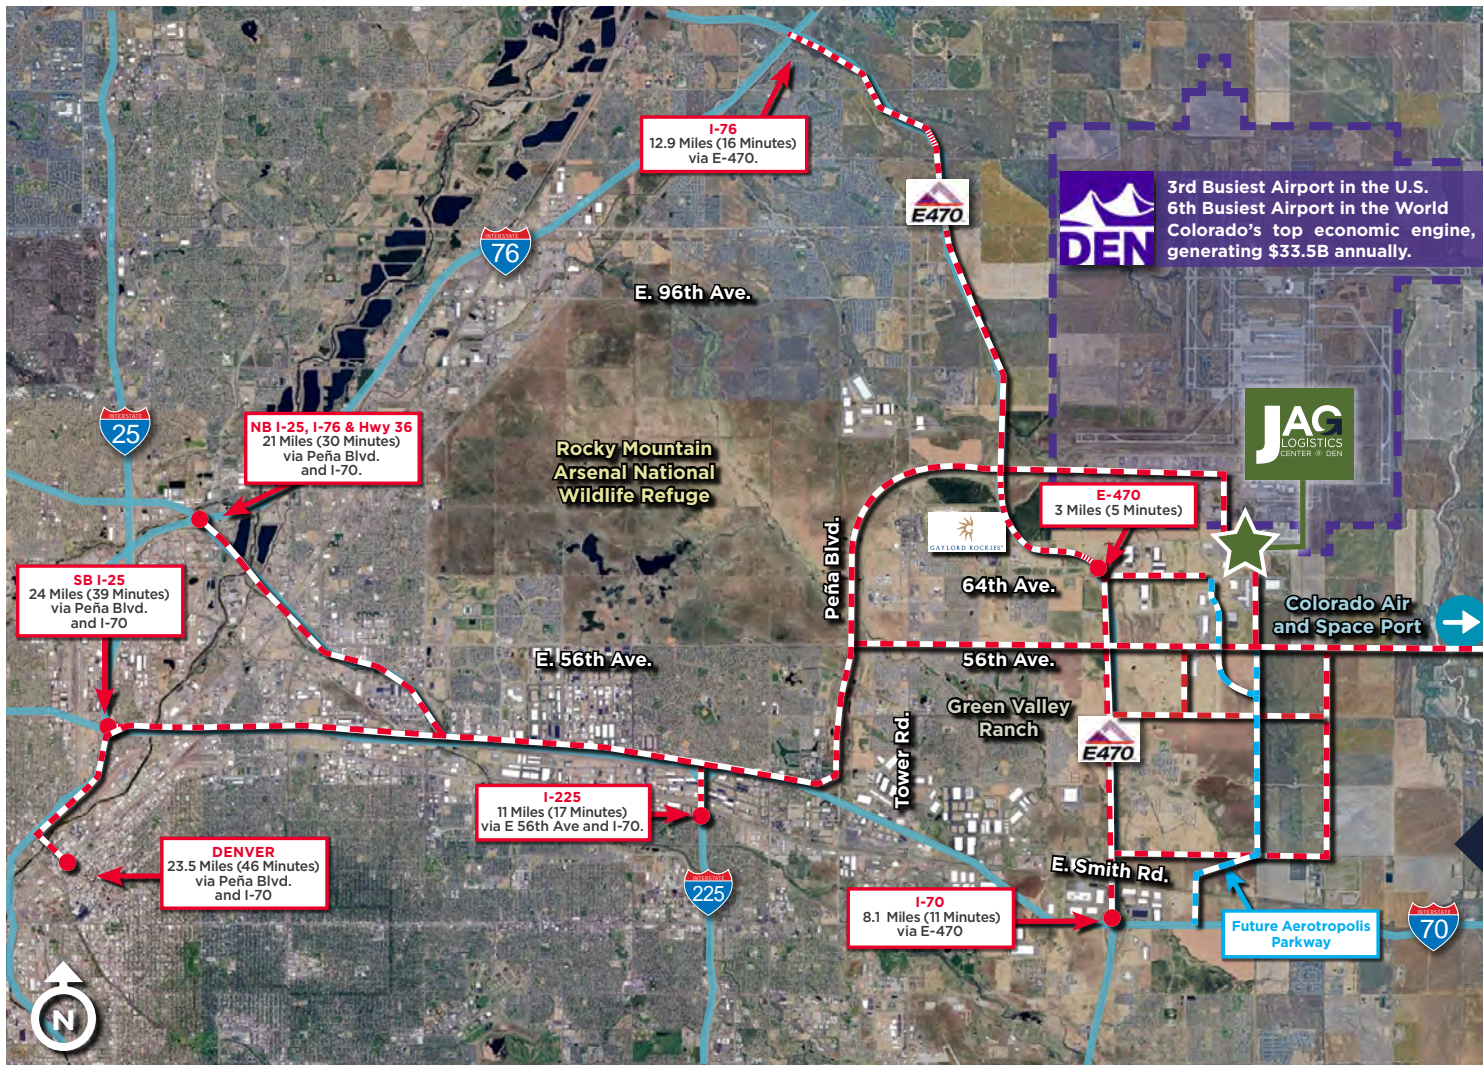 I-76
12.9 Miles (16 Minutes)
via E-470.
E470
3rd Busiest Airport in the U.S.
6th Busiest Airport in the World
Colorado's top economic engine,
generating $33.5B annually.
DEN
INTERSTATE
76
E. 96th Ave.
INTERSTATE
25
NB I-25, I-76 & Hwy 36
21 Miles (30 Minutes)
via Peña Blvd.
and I-70.
Rocky Mountain
Arsenal National
Wildlife Refuge
JAG
LOGISTICS
CENTER @ DEN
E-470
3 Miles (5 Minutes)
GAYLORD ROCKIES
Peña Blvd.
64th Ave.
SB I-25
24 Miles (39 Minutes)
via Peña Blvd.
and I-70
Colorado Air
and Space Port
E. 56th Ave.
56th Ave.
Green Valley
Ranch
Tower Rd.
E470
I-225
11 Miles (17 Minutes)
via E 56th Ave and I-70.
DENVER
23.5 Miles (46 Minutes)
via Peña Blvd.
and I-70
E. Smith Rd.
INTERSTATE
225
I-70
8.1 Miles (11 Minutes)
via E-470
Future Aerotropolis
Parkway
INTERSTATE
70
N